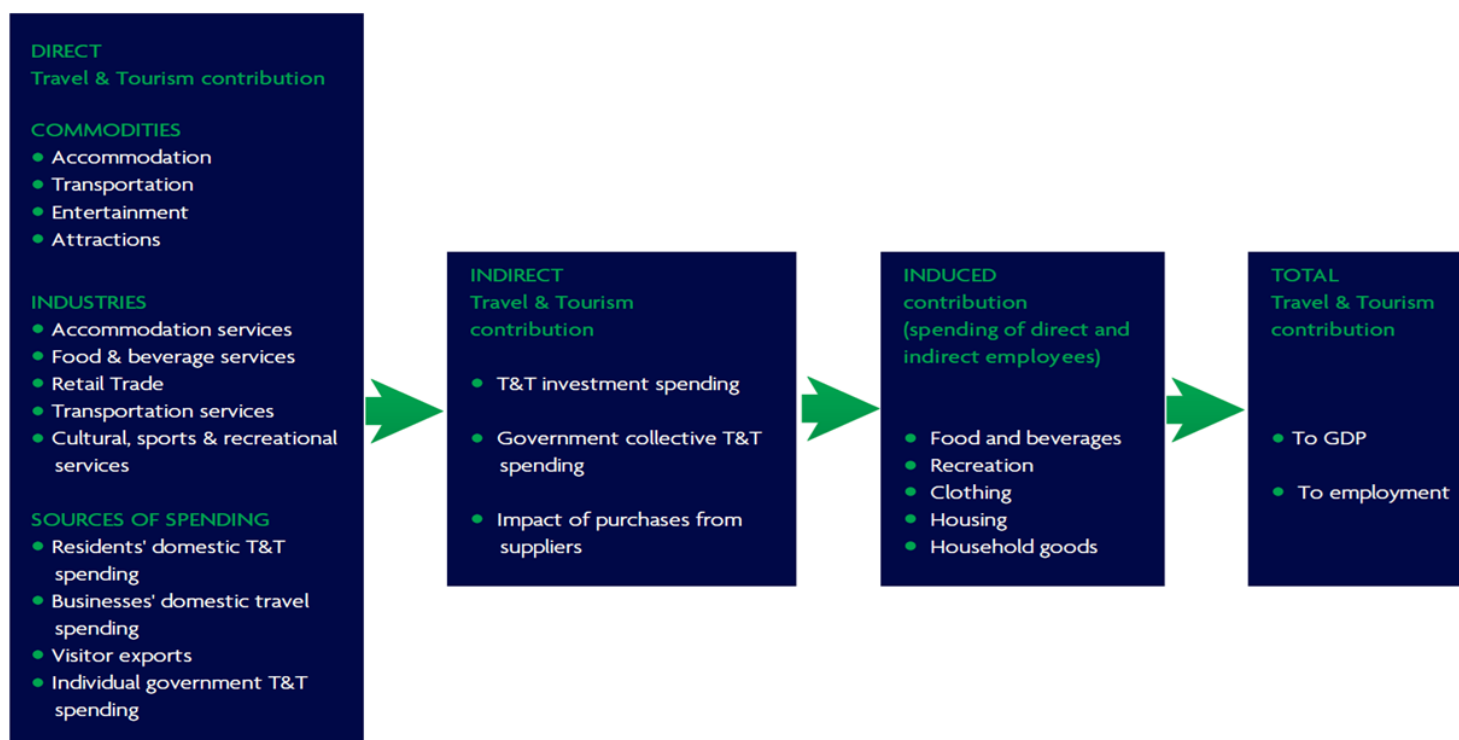 DIRECT
Travel & Tourism contribution
COMMODITIES
• Accommodation
• Transportation
• Entertainment
• Attractions
INDUSTRIES
• Accommodation services
• Food & beverage services
• Retail Trade
• Transportation services
• Cultural, sports & recreational
services
SOURCES OF SPENDING
• Residents' domestic T&T
spending
• Businesses' domestic travel
spending
• Visitor exports
• Individual government T&T
spending
INDIRECT
Travel & Tourism
contribution
• T&T investment spending
• Government collective T&T
spending
• Impact of purchases from
suppliers
INDUCED
contribution
(spending of direct and
indirect employees)
• Food and beverages
• Recreation
• Clothing
• Housing
• Household goods
TOTAL
Travel & Tourism
contribution
• To GDP
• To employment